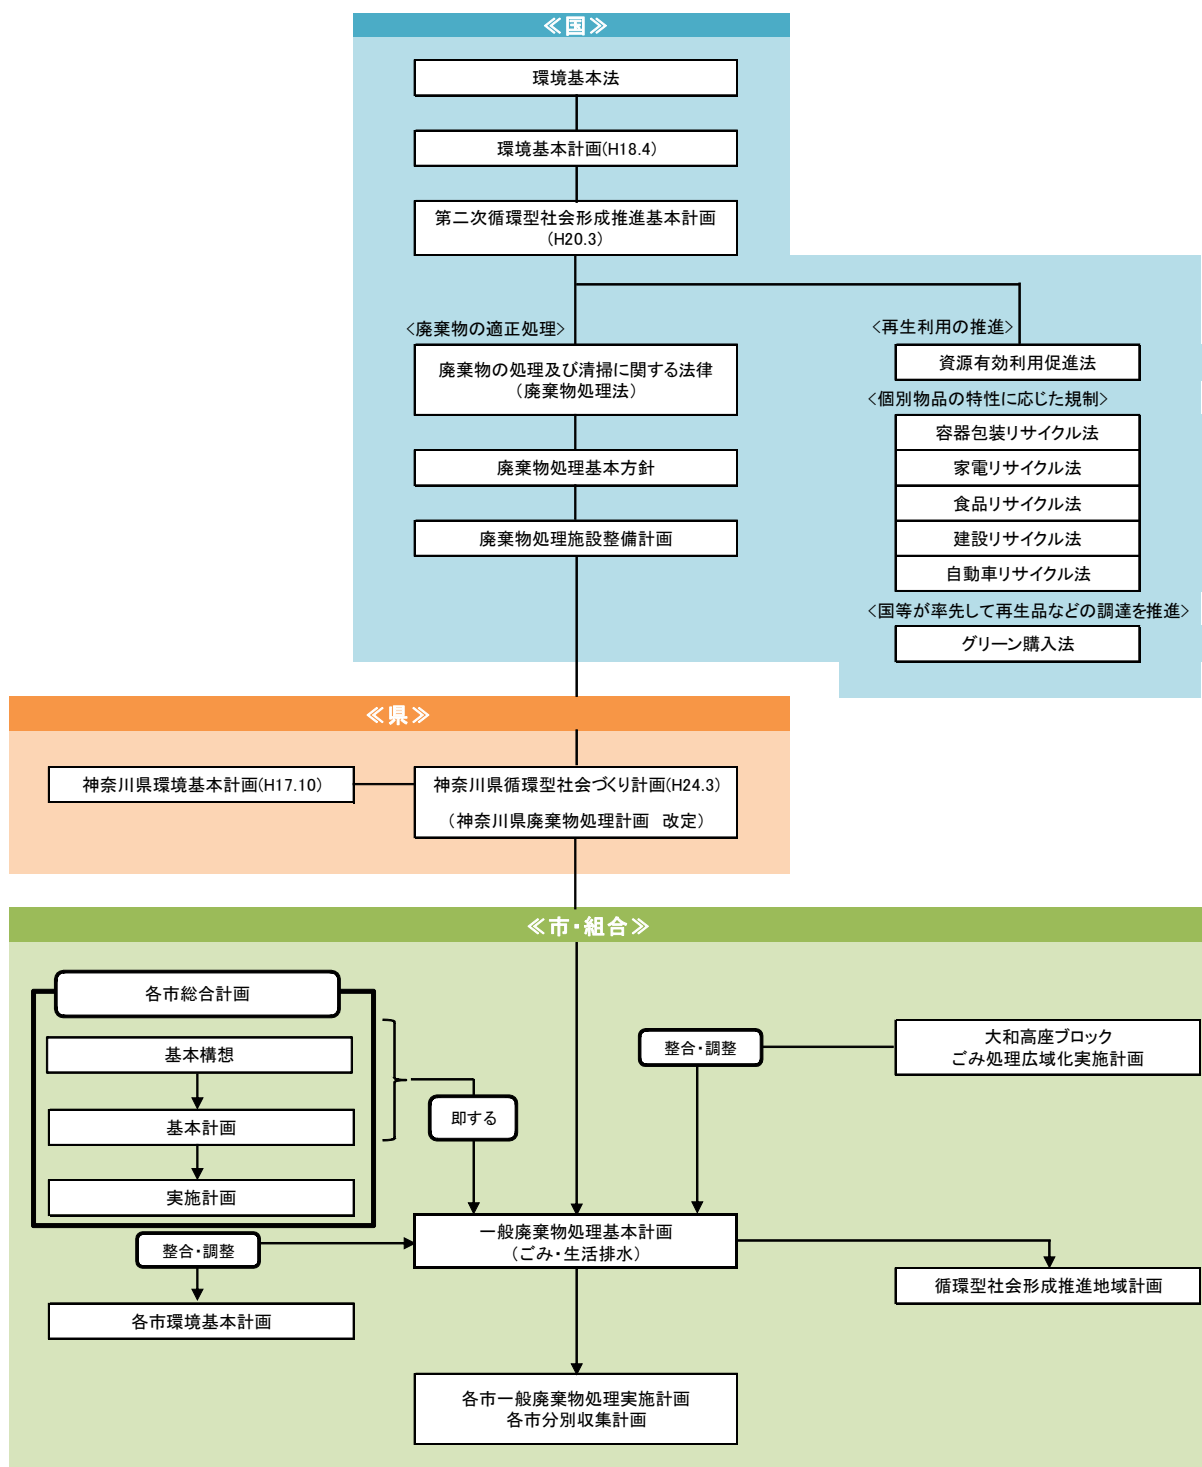 ≪国≫
環境基本法
環境基本計画(H18.4)
第二次循環型社会形成推進基本計画
(H20.3)
<廃棄物の適正処理>
廃棄物の処理及び清掃に関する法律
（廃棄物処理法）
廃棄物処理基本方針
廃棄物処理施設整備計画
<再生利用の推進>
資源有効利用促進法
<個別物品の特性に応じた規制>
容器包装リサイクル法
家電リサイクル法
食品リサイクル法
建設リサイクル法
自動車リサイクル法
<国等が率先して再生品などの調達を推進>
グリーン購入法
≪県≫
神奈川県環境基本計画(H17.10)
神奈川県循環型社会づくり計画(H24.3)
（神奈川県廃棄物処理計画　改定）
≪市・組合≫
各市総合計画
基本構想
基本計画
実施計画
即する
整合・調整
大和高座ブロック
ごみ処理広域化実施計画
整合・調整
各市環境基本計画
一般廃棄物処理基本計画
（ごみ・生活排水）
循環型社会形成推進地域計画
各市一般廃棄物処理実施計画
各市分別収集計画